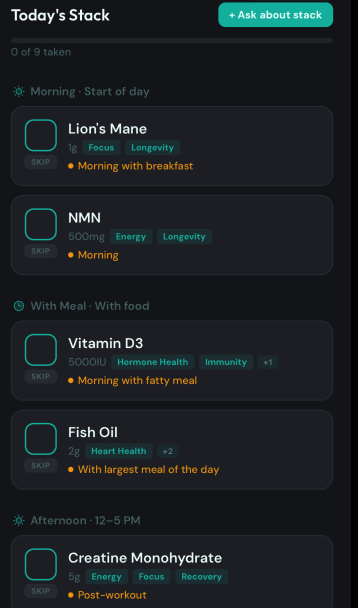 Today's Stack
+ Ask about stack
0 of 9 taken
Morning · Start of day
Lion's Mane
1g Focus Longevity
SKIP
Morning with breakfast
NMN
500mg Energy Longevity
SKIP
Morning
With Meal · With food
Vitamin D3
5000IU Hormone Health Immunity +1
SKIP
Morning with fatty meal
Fish Oil
2g Heart Health +2
SKIP
With largest meal of the day
Afternoon · 12–5 PM
Creatine Monohydrate
5g Energy Focus Recovery
SKIP
Post-workout